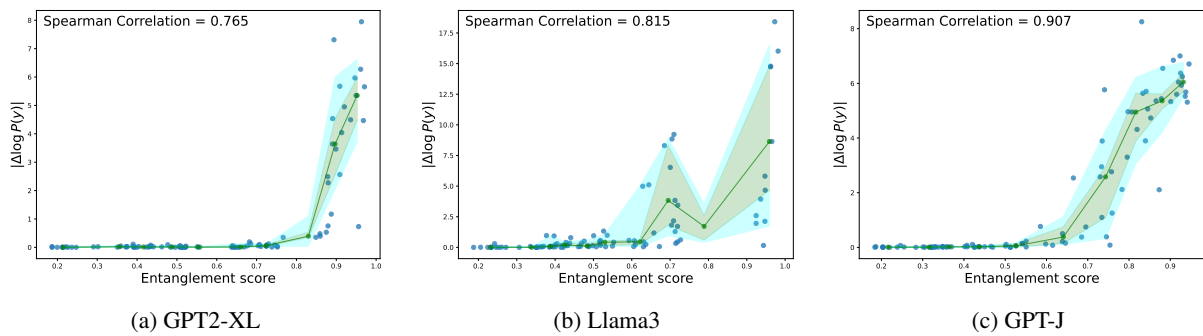 Spearman Correlation = 0.765
8
7
6
5
4
3
2
1
0
|Δlog P(y)|
0.2 0.3 0.4 0.5 0.6 0.7 0.8 0.9 1.0
Entanglement score
(a) GPT2-XL
Spearman Correlation = 0.815
17.5
15.0
12.5
10.0
7.5
5.0
2.5
0.0
|Δlog P(y)|
0.2 0.3 0.4 0.5 0.6 0.7 0.8 0.9 1.0
Entanglement score
(b) Llama3
Spearman Correlation = 0.907
8
6
4
2
0
|Δlog P(y)|
0.2 0.3 0.4 0.5 0.6 0.7 0.8 0.9
Entanglement score
(c) GPT-J